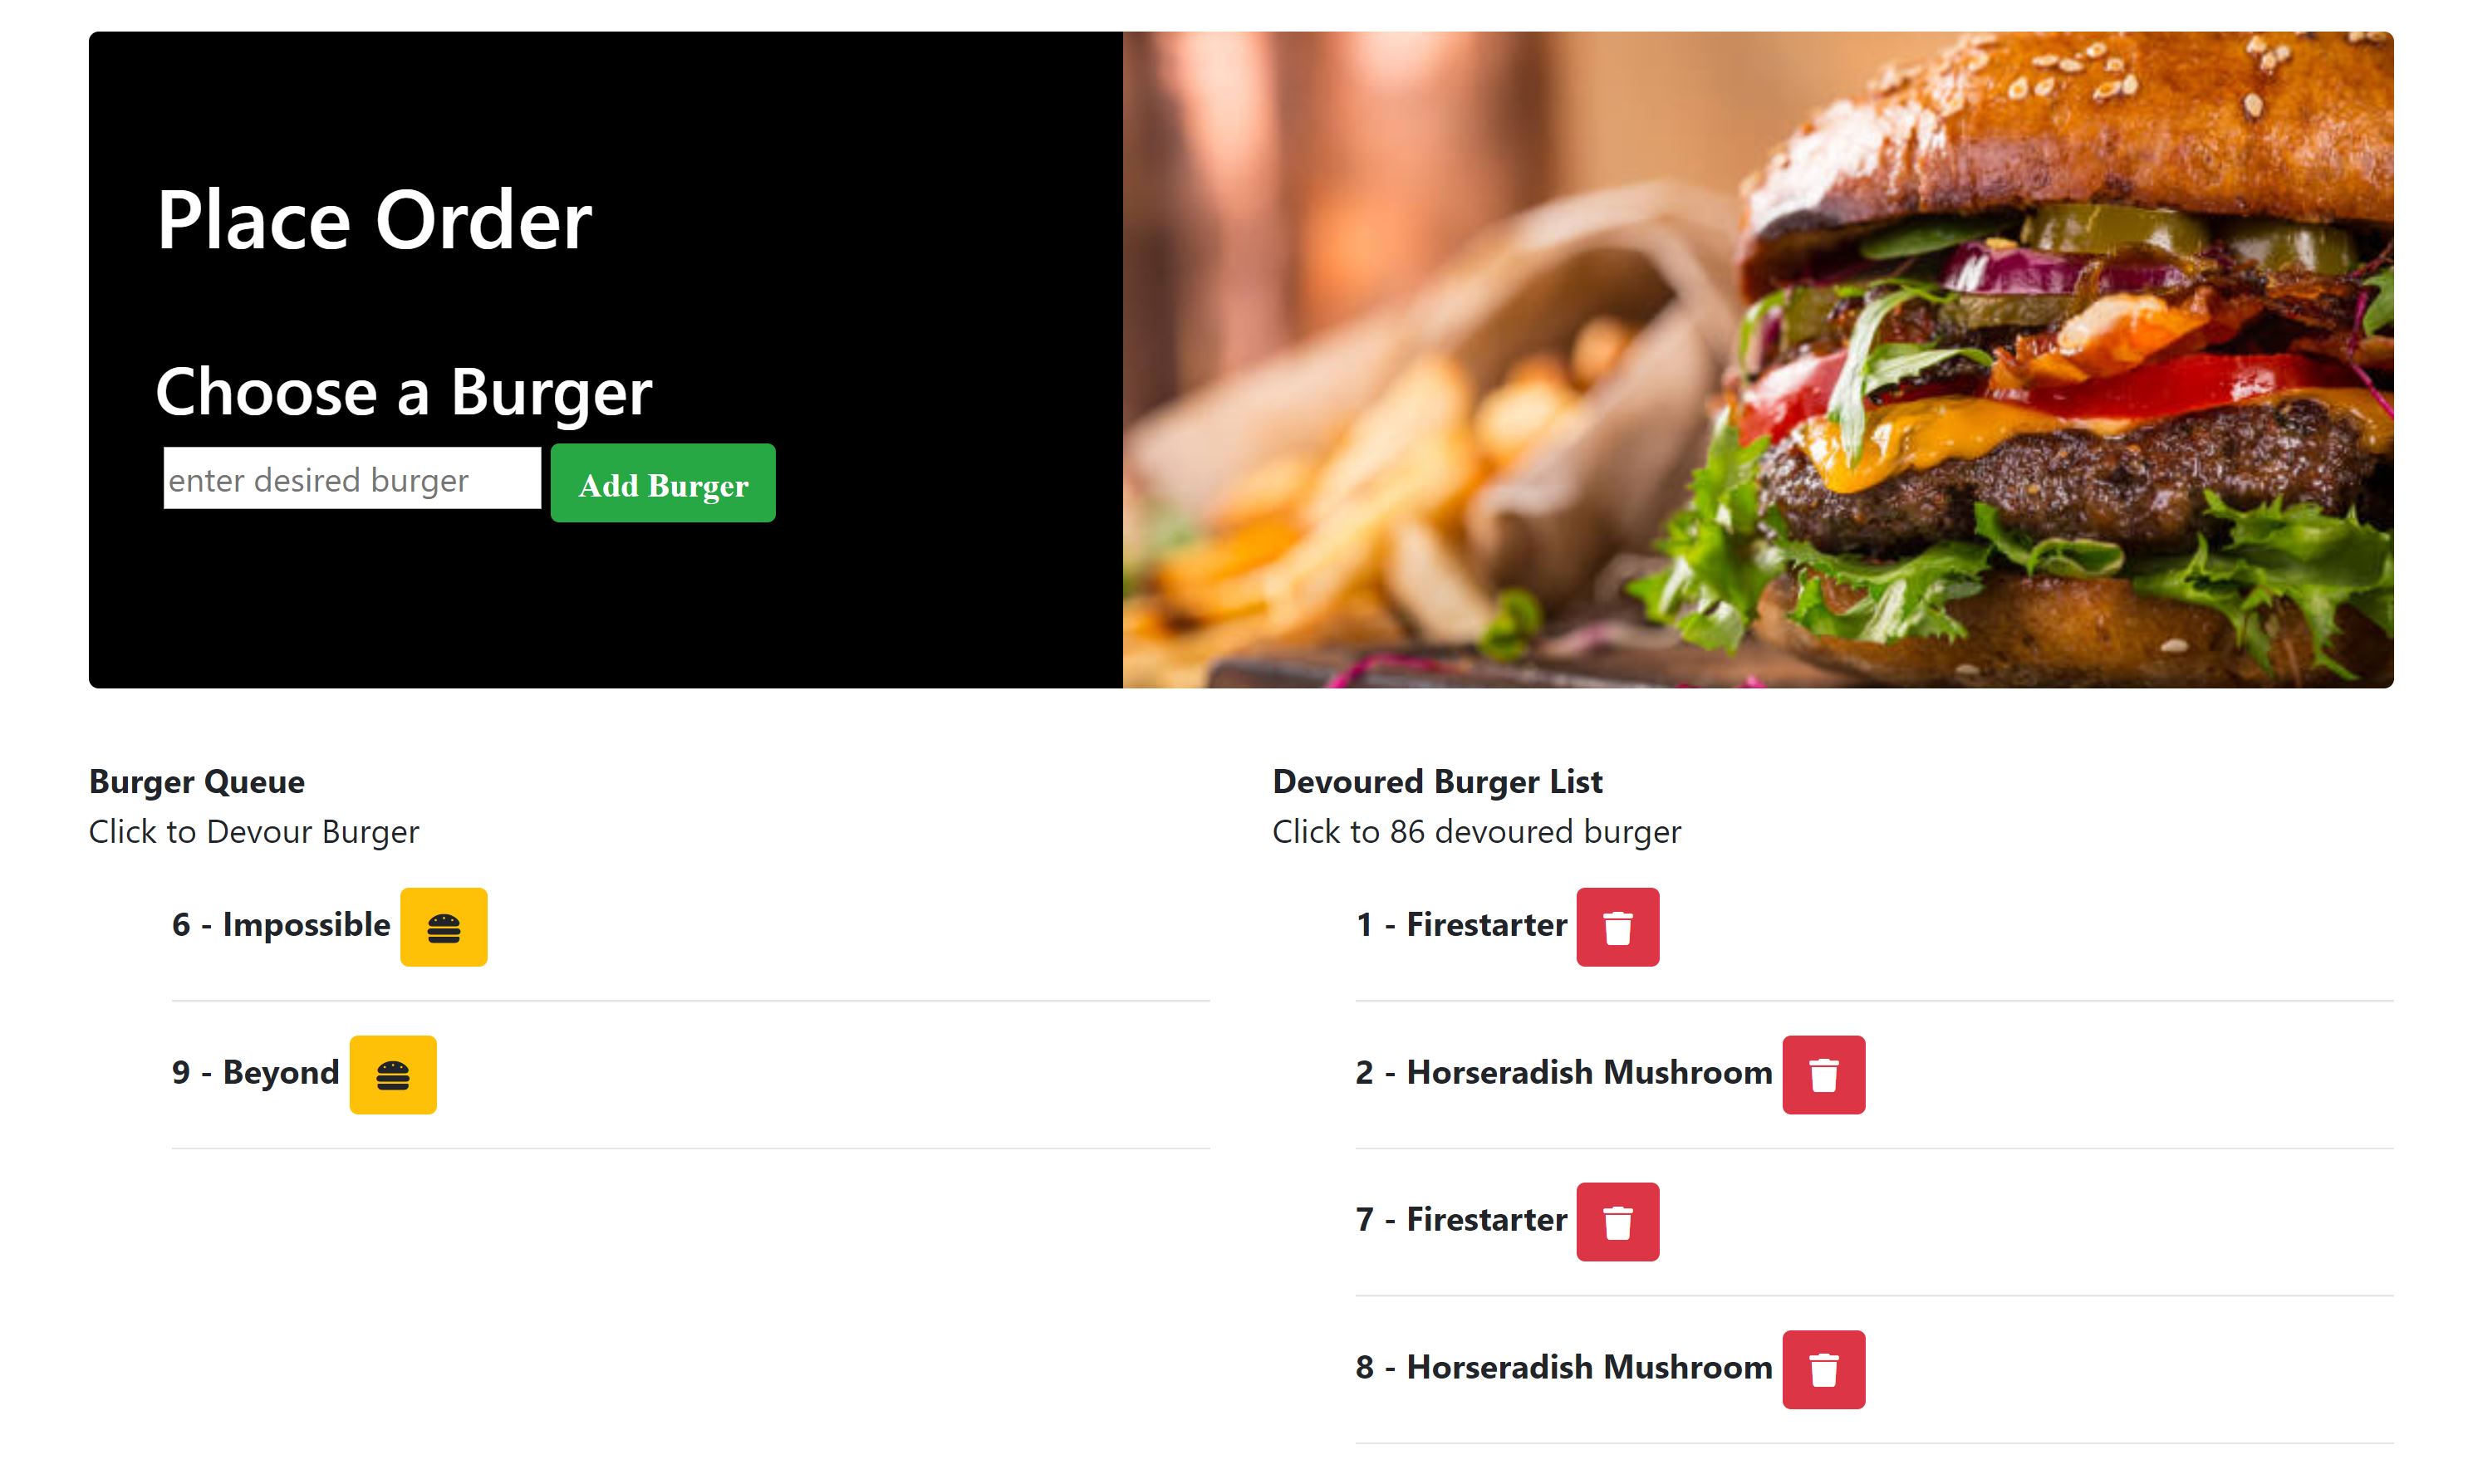 Place Order
Choose a Burger
enter desired burger
Add Burger
Burger Queue
Click to Devour Burger
6 - Impossible
9 - Beyond
Devoured Burger List
Click to 86 devoured burger
1 - Firestarter
2 - Horseradish Mushroom
7 - Firestarter
8 - Horseradish Mushroom